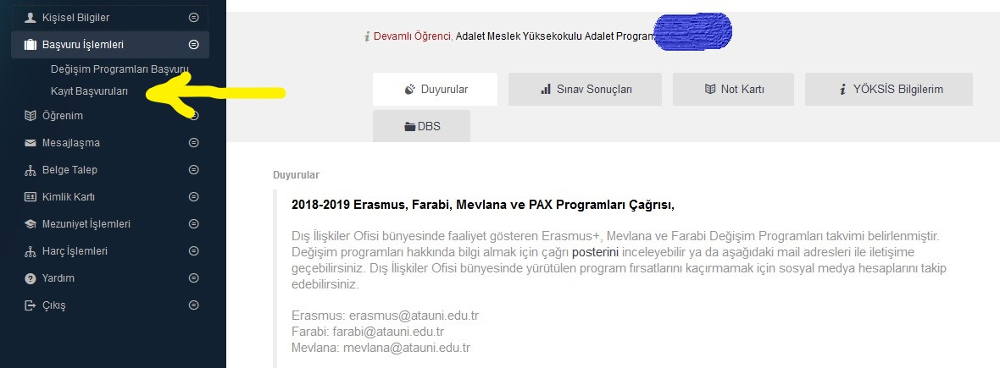 Kişisel Bilgiler
Başvuru İşlemleri
Değişim Programları Başvuru
Kayıt Başvuruları
Öğrenim
Mesajlaşma
Belge Talep
Kimlik Kartı
Mezuniyet İşlemleri
Harç İşlemleri
Yardım
Çıkış
Devamlı Öğrenci, Adalet Meslek Yüksekokulu Adalet Program
Duyurular
Sınav Sonuçları
Not Kartı
YÖKSİS Bilgilerim
DBS
Duyurular
2018-2019 Erasmus, Farabi, Mevlana ve PAX Programları Çağrısı,
Dış İlişkiler Ofisi bünyesinde faaliyet gösteren Erasmus+, Mevlana ve Farabi Değişim Programları takvimi belirlenmiştir.
Değişim programları hakkında bilgi almak için çağrı posterini inceleyebilir ya da aşağıdaki mail adresleri ile iletişime
geçebilirsiniz. Dış İlişkiler Ofisi bünyesinde yürütülen program fırsatlarını kaçırmamak için sosyal medya hesaplarını takip
edebilirsiniz.
Erasmus: erasmus@atauni.edu.tr
Farabi: farabi@atauni.edu.tr
Mevlana: mevlana@atauni.edu.tr